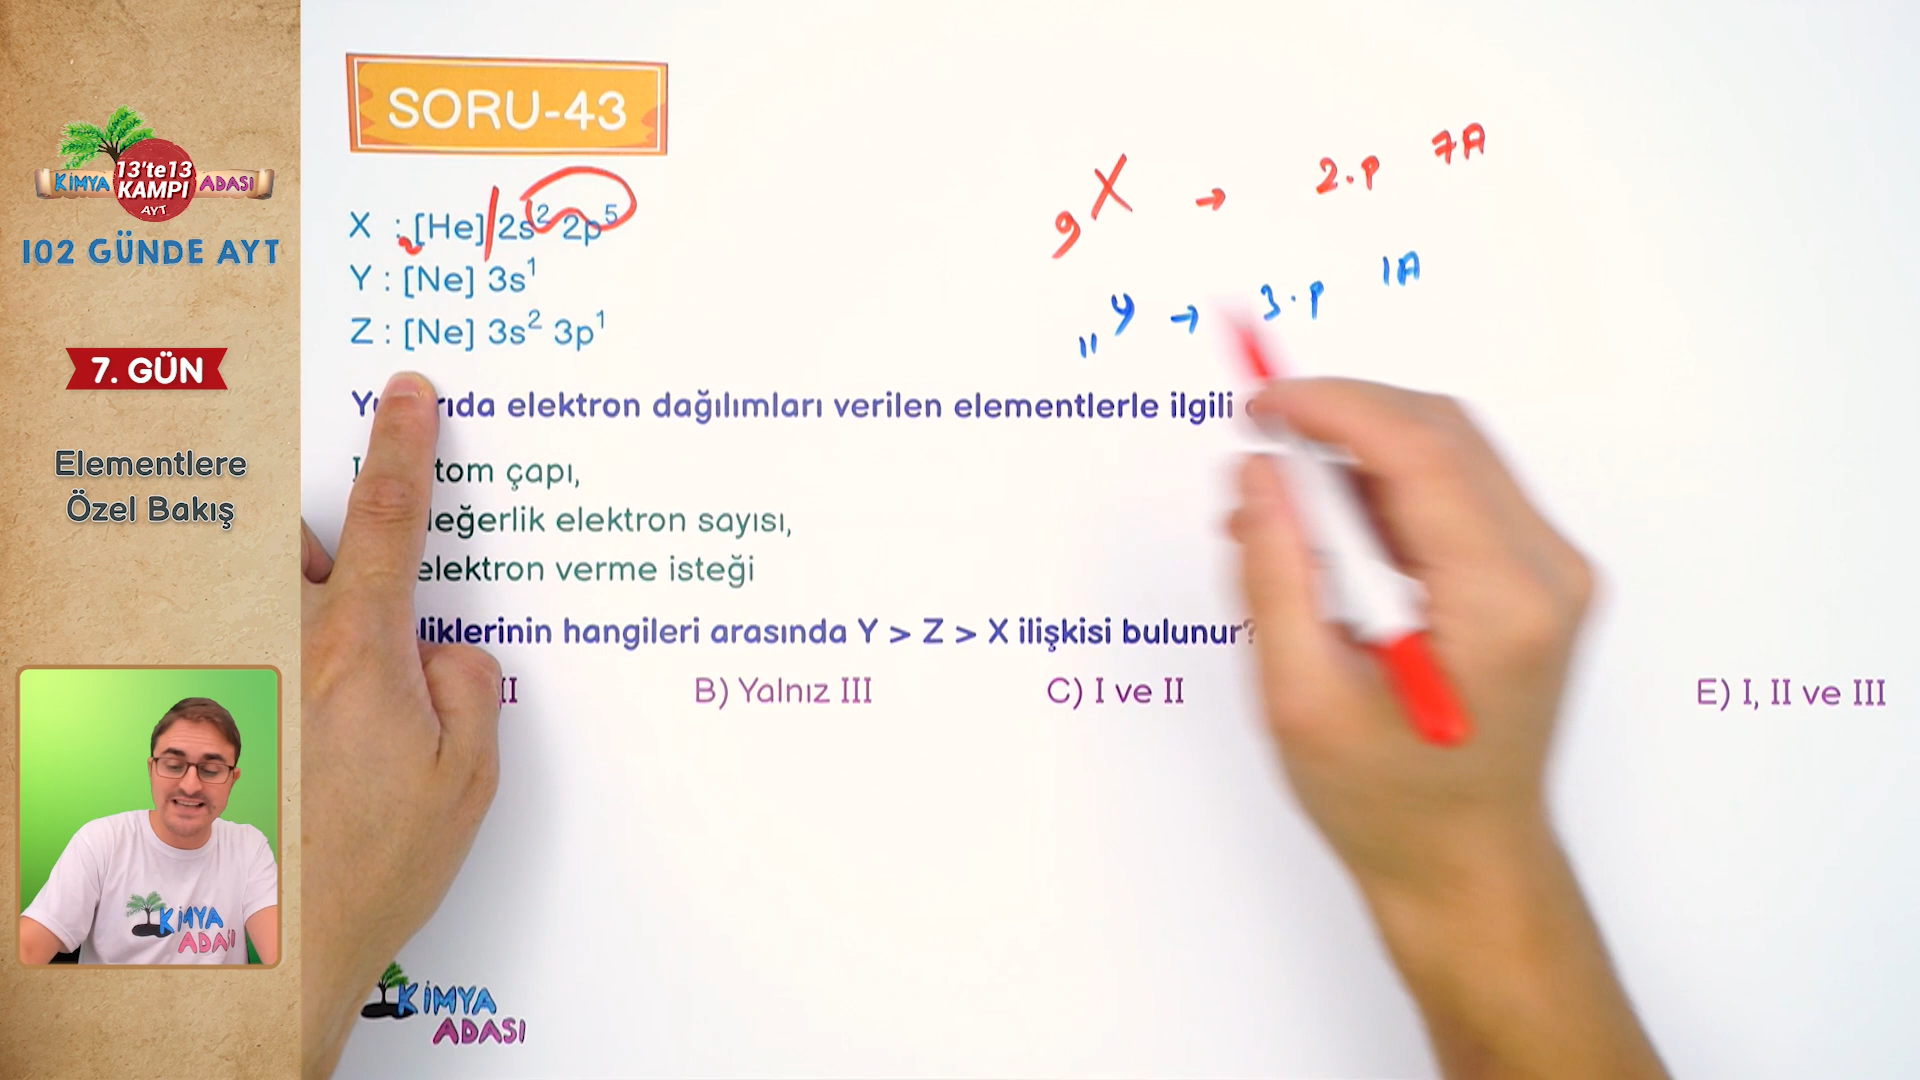 13'te13
KİMYA KAMPI ADASI
AYT
102 GÜNDE AYT
7. GÜN
Elementlere
Özel Bakış
SORU-43
X : [He] 2s² 2p⁵
Y : [Ne] 3s¹
Z : [Ne] 3s² 3p¹
2
₉X → 2.p 7A
₁₁Y → 3.p 1A
elektron dağılımları verilen elementlerle ilgili
çapı,
değerlik elektron sayısı,
elektron verme isteği
hangileri arasında Y > Z > X ilişkisi bulunur?
II
B) Yalnız III
C) I ve II
E) I, II ve III
KİMYA
ADASI
KİMYA
ADASI